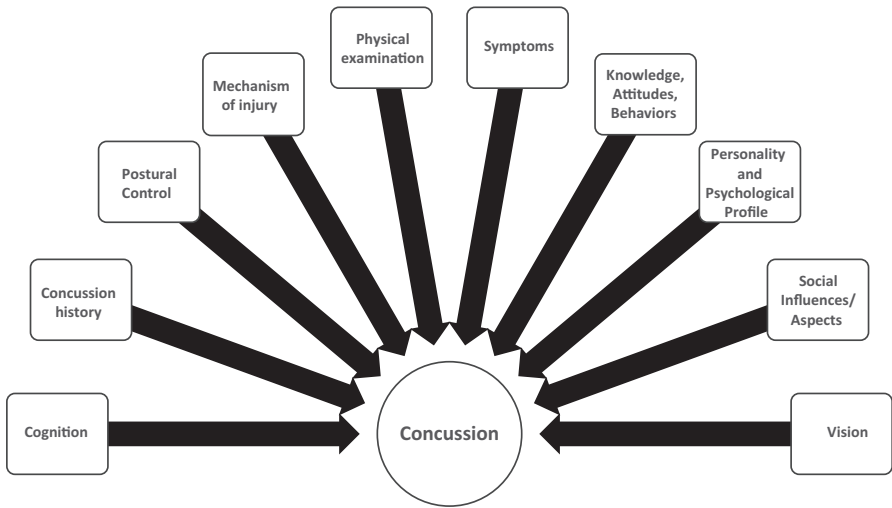 Physical
examination
Symptoms
Mechanism
of injury
Knowledge,
Attitudes,
Behaviors
Postural
Control
Personality
and
Psychological
Profile
Concussion
history
Social
Influences/
Aspects
Cognition
Concussion
Vision